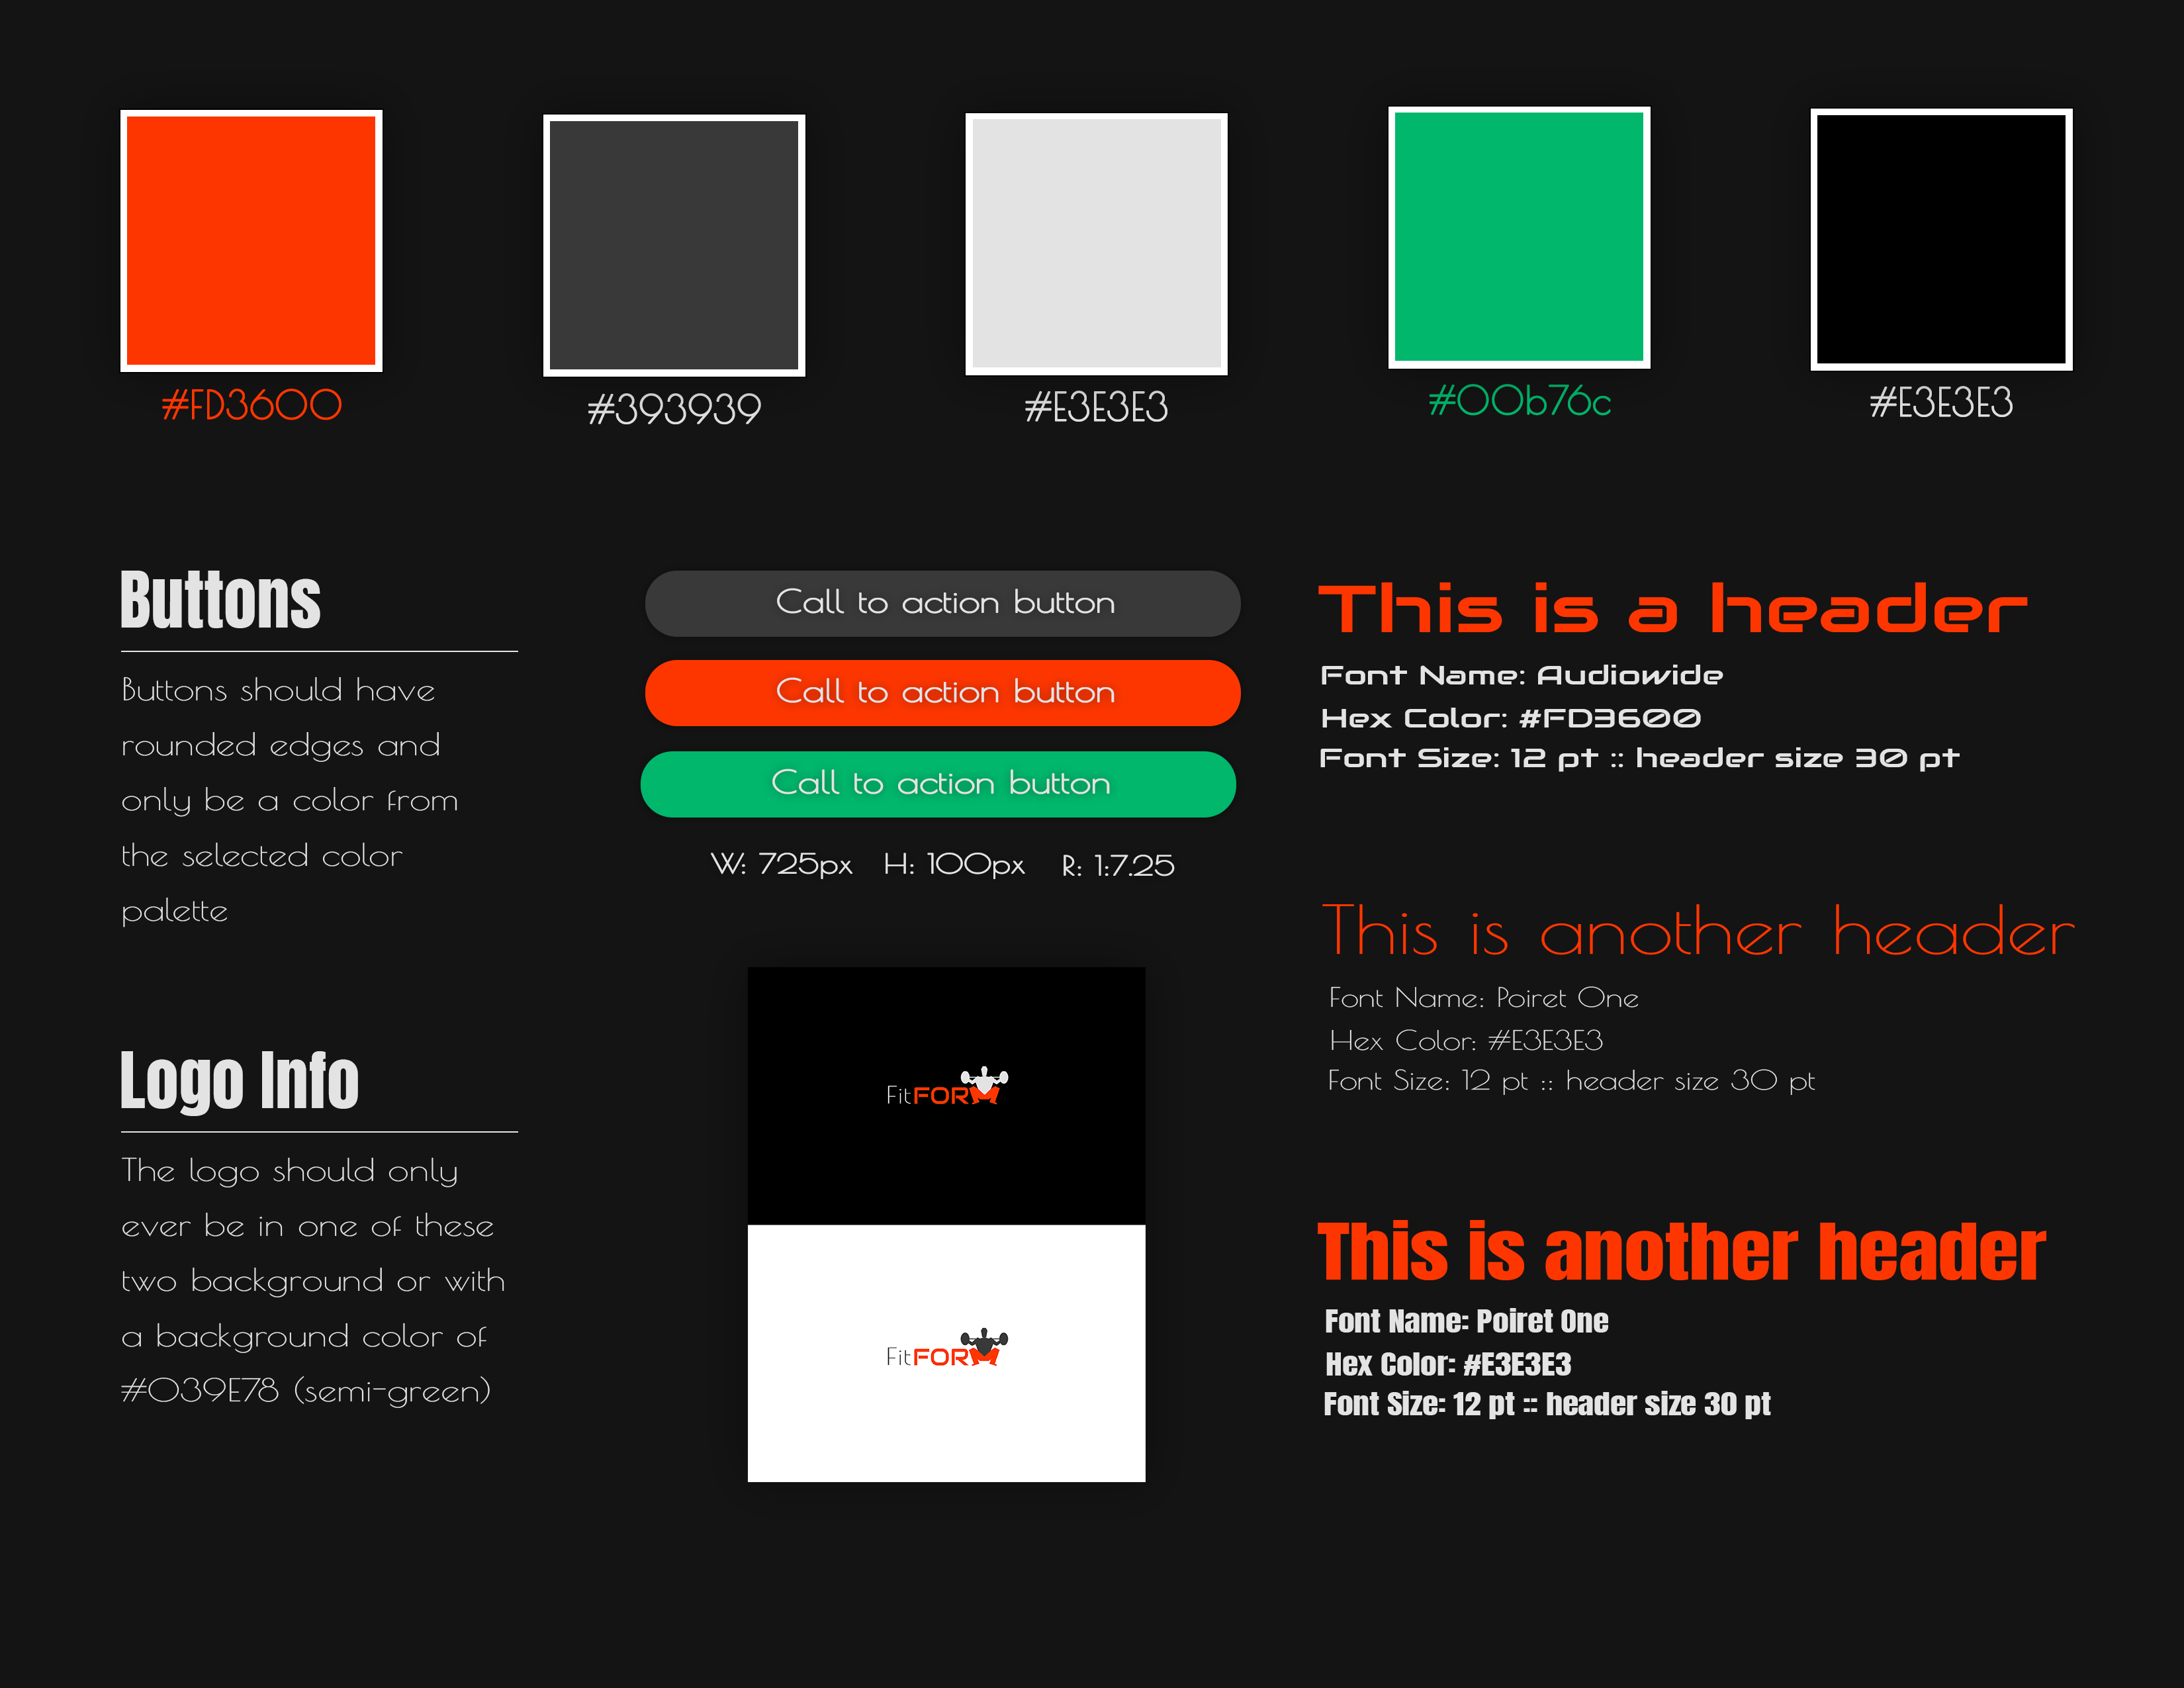 #FD3600
#393939
#E3E3E3
#00b76c
#E3E3E3
Buttons
Buttons should have
rounded edges and
only be a color from
the selected color
palette
Logo Info
The logo should only
ever be in one of these
two background or with
a background color of
#039E78 (semi-green)
Call to action button
Call to action button
Call to action button
W: 725px H: 100px R: 1:7.25
FitFORM
FitFORM
This is a header
Font Name: Audiowide
Hex Color: #FD3600
Font Size: 12 pt :: header size 30 pt
This is another header
Font Name: Poiret One
Hex Color: #E3E3E3
Font Size: 12 pt :: header size 30 pt
This is another header
Font Name: Poiret One
Hex Color: #E3E3E3
Font Size: 12 pt :: header size 30 pt